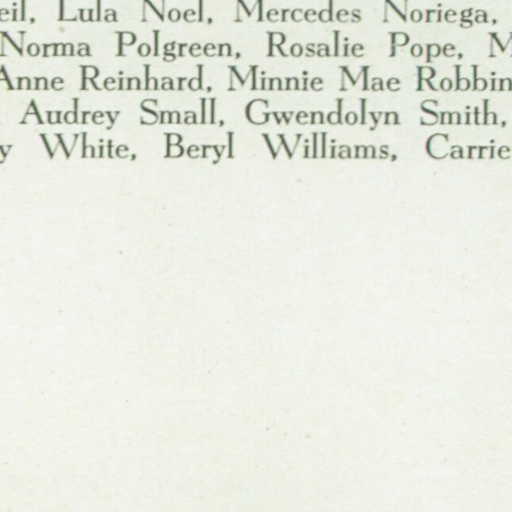 eil, Lula Noel, Mercedes Noriega,
Norma Polgreen, Rosalie Pope, M
Anne Reinhard, Minnie Mae Robbin
Audrey Small, Gwendolyn Smith,
y White, Beryl Williams, Carrie